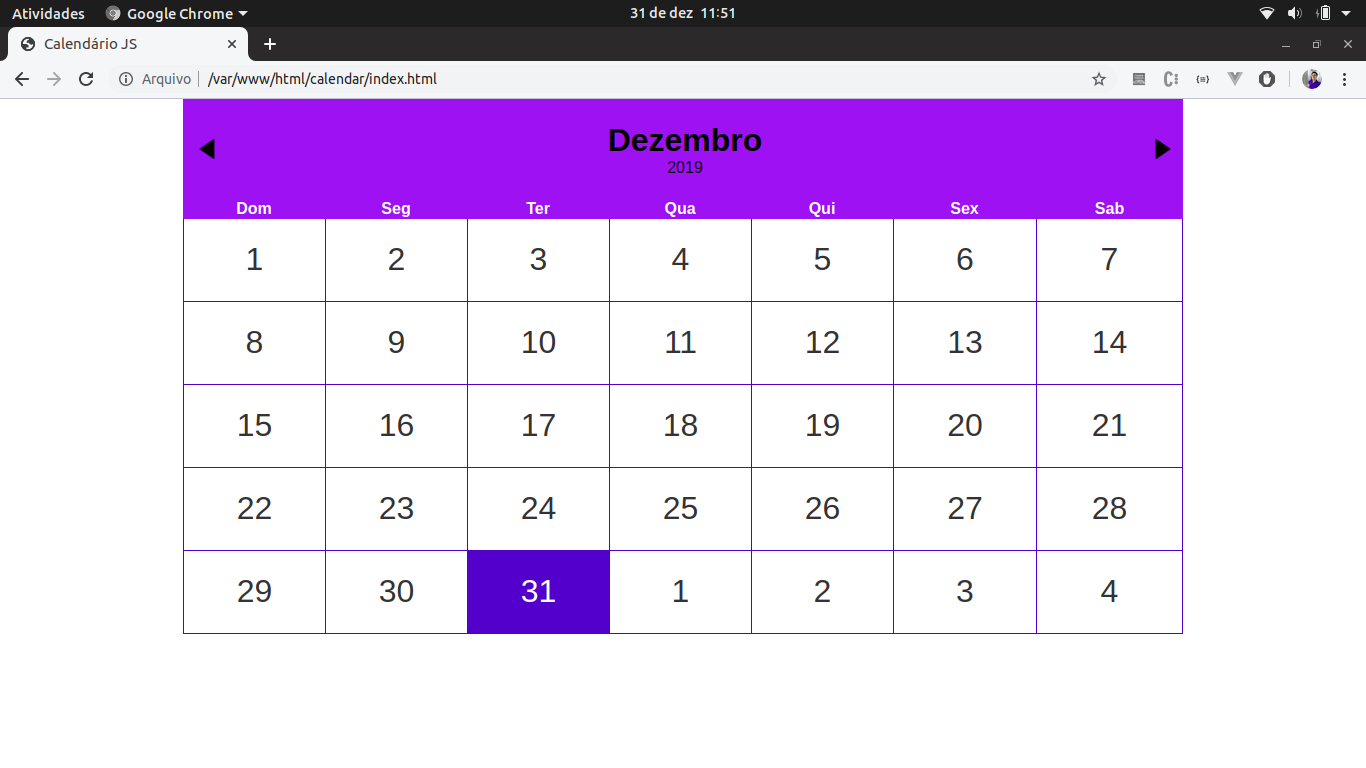 Atividades Google Chrome 31 de dez 11:51
Calendário JS
Arquivo /var/www/html/calendar/index.html
Dezembro
2019
Dom Seg Ter Qua Qui Sex Sab
1 2 3 4 5 6 7
8 9 10 11 12 13 14
15 16 17 18 19 20 21
22 23 24 25 26 27 28
29 30 31 1 2 3 4